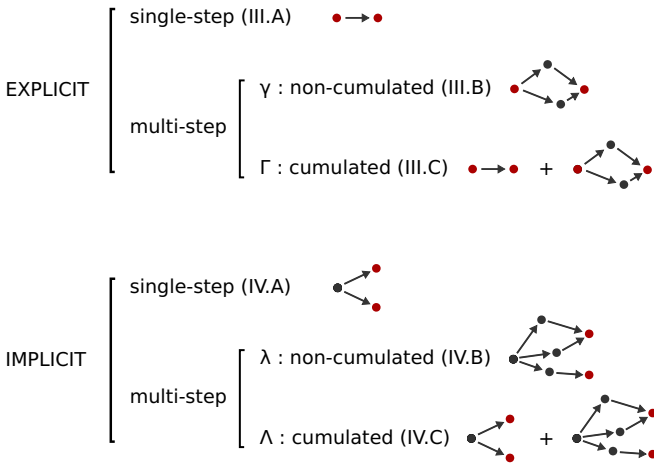 EXPLICIT
single-step (III.A)
multi-step
γ : non-cumulated (III.B)
Γ : cumulated (III.C)
+
IMPLICIT
single-step (IV.A)
multi-step
λ : non-cumulated (IV.B)
Λ : cumulated (IV.C)
+